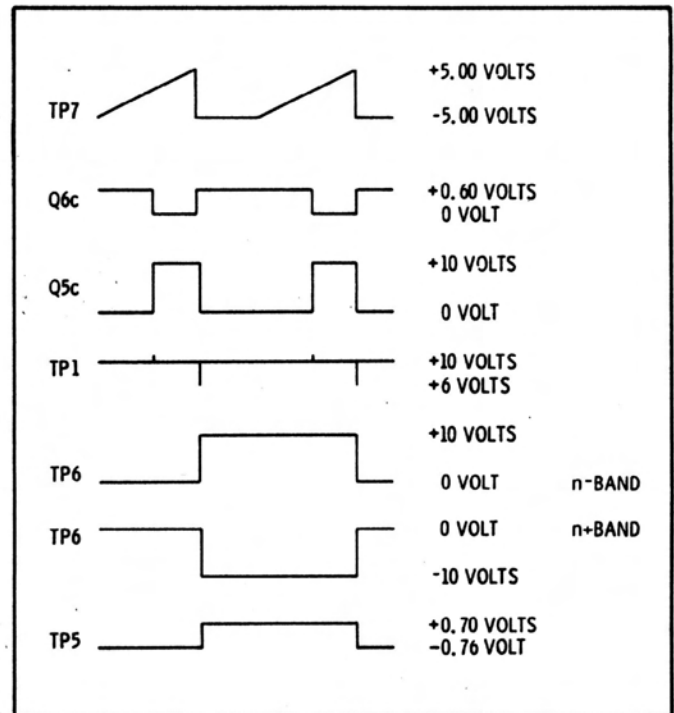 TP7 +5.00 VOLTS
-5.00 VOLTS
Q6c +0.60 VOLTS
0 VOLT
Q5c +10 VOLTS
0 VOLT
TP1 +10 VOLTS
+6 VOLTS
+10 VOLTS
TP6 0 VOLT n-BAND
TP6 0 VOLT n+BAND
-10 VOLTS
TP5 +0.70 VOLTS
-0.76 VOLT